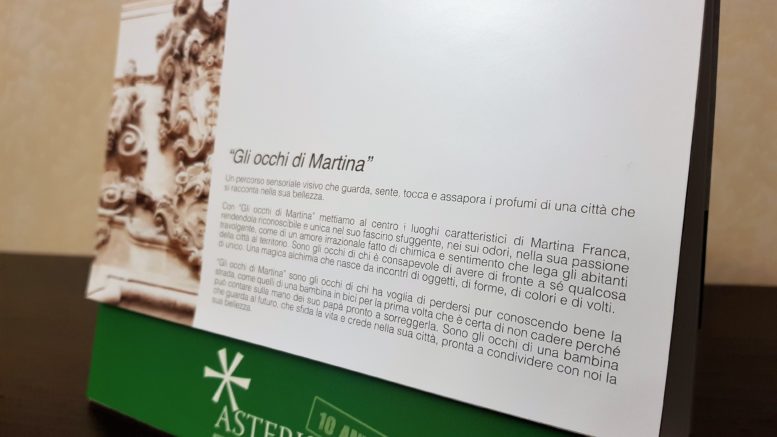 “Gli occhi di Martina”
Un percorso sensoriale visivo che guarda, sente, tocca e assapora i profumi di una città che
si racconta nella sua bellezza.
Con “Gli occhi di Martina” mettiamo al centro i luoghi caratteristici di Martina Franca,
rendendola riconoscibile e unica nel suo fascino sfuggente, nei sui odori, nella sua passione
travolgente, come di un amore irrazionale fatto di chimica e sentimento che lega gli abitanti
della città al territorio. Sono gli occhi di chi è consapevole di avere di fronte a sé qualcosa
di unico. Una magica alchimia che nasce da incontri di oggetti, di forme, di colori e di volti.
“Gli occhi di Martina” sono gli occhi di chi ha voglia di perdersi pur conoscendo bene la
strada, come quelli di una bambina in bici per la prima volta che è certa di non cadere perché
può contare sulla mano del suo papà pronto a sorreggerla. Sono gli occhi di una bambina
che guarda al futuro, che sfida la vita e crede nella sua città, pronta a condividere con noi la
sua bellezza.
10 AN
ASTERI